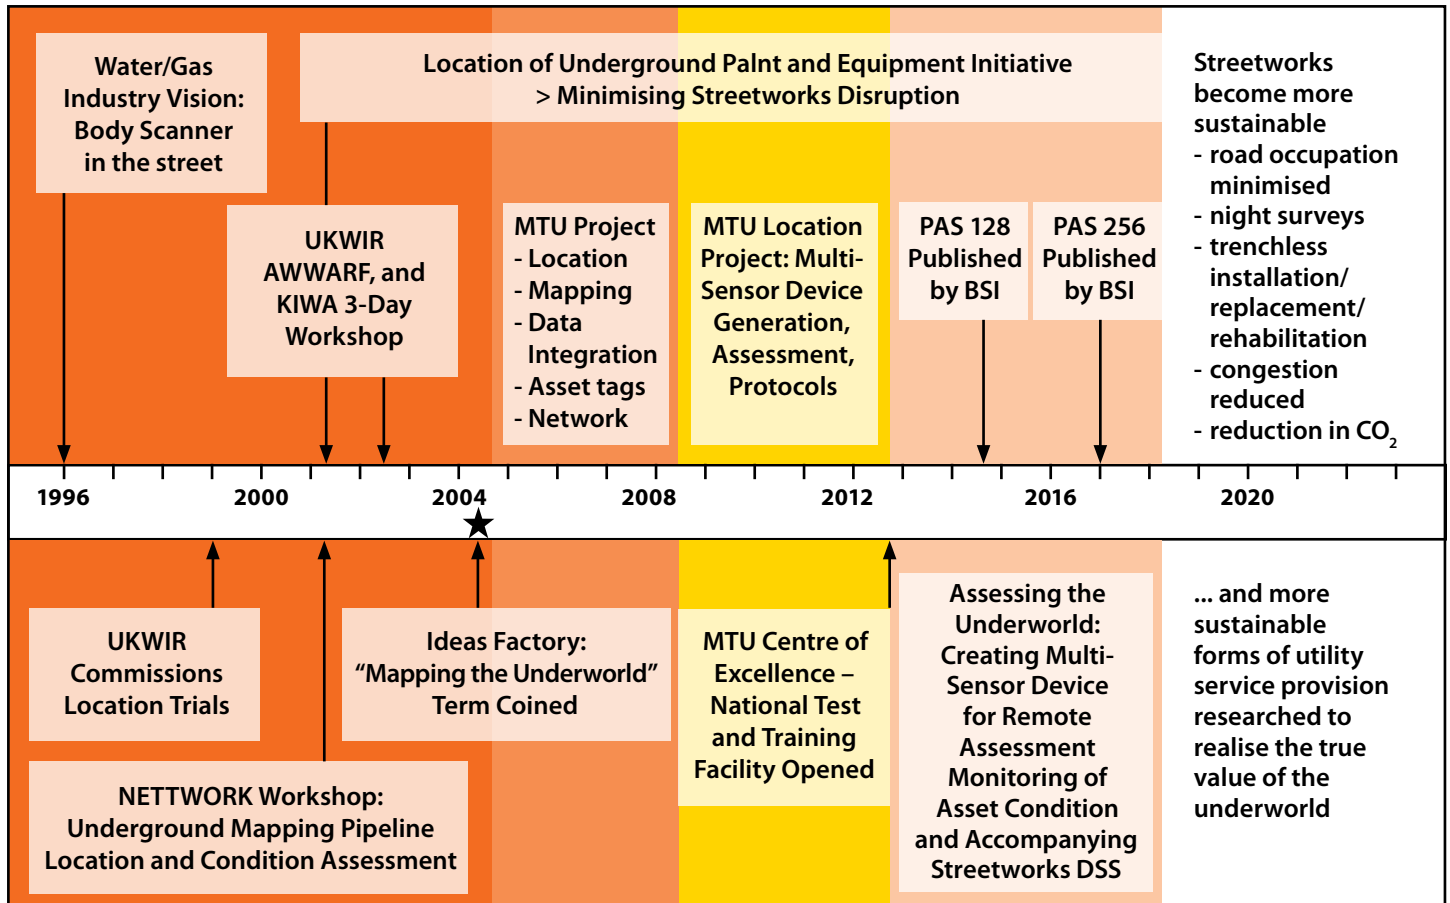 Water/Gas
Industry Vision:
Body Scanner
in the street
Location of Underground Palnt and Equipment Initiative
> Minimising Streetworks Disruption
UKWIR
AWWARF, and
KIWA 3-Day
Workshop
MTU Project
- Location
- Mapping
- Data
Integration
- Asset tags
- Network
MTU Location
Project: Multi-
Sensor Device
Generation,
Assessment,
Protocols
PAS 128
Published
by BSI
PAS 256
Published
by BSI
Streetworks
become more
sustainable
- road occupation
minimised
- night surveys
- trenchless
installation/
replacement/
rehabilitation
- congestion
reduced
- reduction in CO₂
1996 2000 2004 2008 2012 2016 2020
UKWIR
Commissions
Location Trials
NETTWORK Workshop:
Underground Mapping Pipeline
Location and Condition Assessment
Ideas Factory:
“Mapping the Underworld”
Term Coined
MTU Centre of
Excellence –
National Test
and Training
Facility Opened
Assessing the
Underworld:
Creating Multi-
Sensor Device
for Remote
Assessment
Monitoring of
Asset Condition
and Accompanying
Streetworks DSS
... and more
sustainable
forms of utility
service provision
researched to
realise the true
value of the
underworld